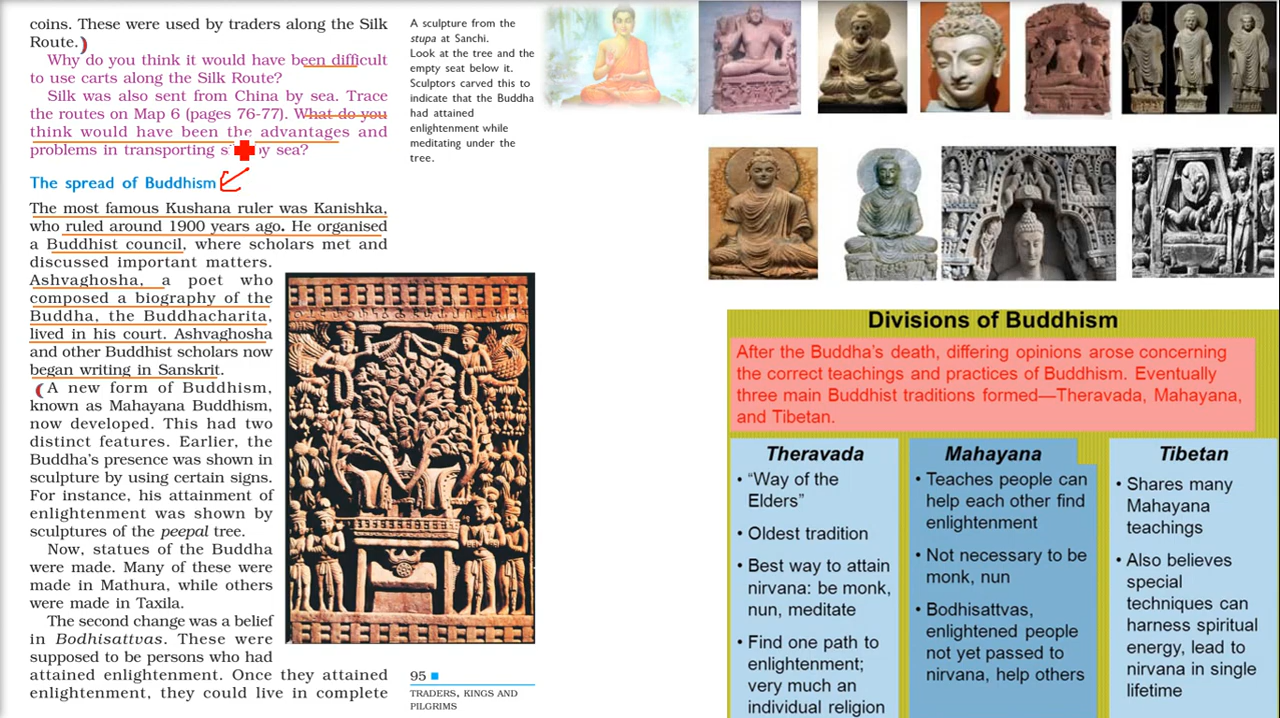 coins. These were used by traders along the Silk
Route.)
Why do you think it would have been difficult
to use carts along the Silk Route?
Silk was also sent from China by sea. Trace
the routes on Map 6 (pages 76-77). What do you
think would have been the advantages and
problems in transporting by sea?
The spread of Buddhism
The most famous Kushana ruler was Kanishka,
who ruled around 1900 years ago. He organised
a Buddhist council, where scholars met and
discussed important matters.
Ashvaghosha, a poet who
composed a biography of the
Buddha, the Buddhacharita,
lived in his court. Ashvaghosha
and other Buddhist scholars now
began writing in Sanskrit.
(A new form of Buddhism,
known as Mahayana Buddhism,
now developed. This had two
distinct features. Earlier, the
Buddha's presence was shown in
sculpture by using certain signs.
For instance, his attainment of
enlightenment was shown by
sculptures of the peepal tree.
Now, statues of the Buddha
were made. Many of these were
made in Mathura, while others
were made in Taxila.
The second change was a belief
in Bodhisattvas. These were
supposed to be persons who had
attained enlightenment. Once they attained
enlightenment, they could live in complete
A sculpture from the
stupa at Sanchi.
Look at the tree and the
empty seat below it.
Sculptors carved this to
indicate that the Buddha
had attained
enlightenment while
meditating under the
tree.
95
TRADERS, KINGS AND
PILGRIMS
Divisions of Buddhism
After the Buddha's death, differing opinions arose concerning
the correct teachings and practices of Buddhism. Eventually
three main Buddhist traditions formed—Theravada, Mahayana,
and Tibetan.
Theravada
• "Way of the
Elders"
• Oldest tradition
• Best way to attain
nirvana: be monk,
nun, meditate
• Find one path to
enlightenment;
very much an
individual religion
Mahayana
• Teaches people can
help each other find
enlightenment
• Not necessary to be
monk, nun
• Bodhisattvas,
enlightened people
not yet passed to
nirvana, help others
Tibetan
• Shares many
Mahayana
teachings
• Also believes
special
techniques can
harness spiritual
energy, lead to
nirvana in single
lifetime